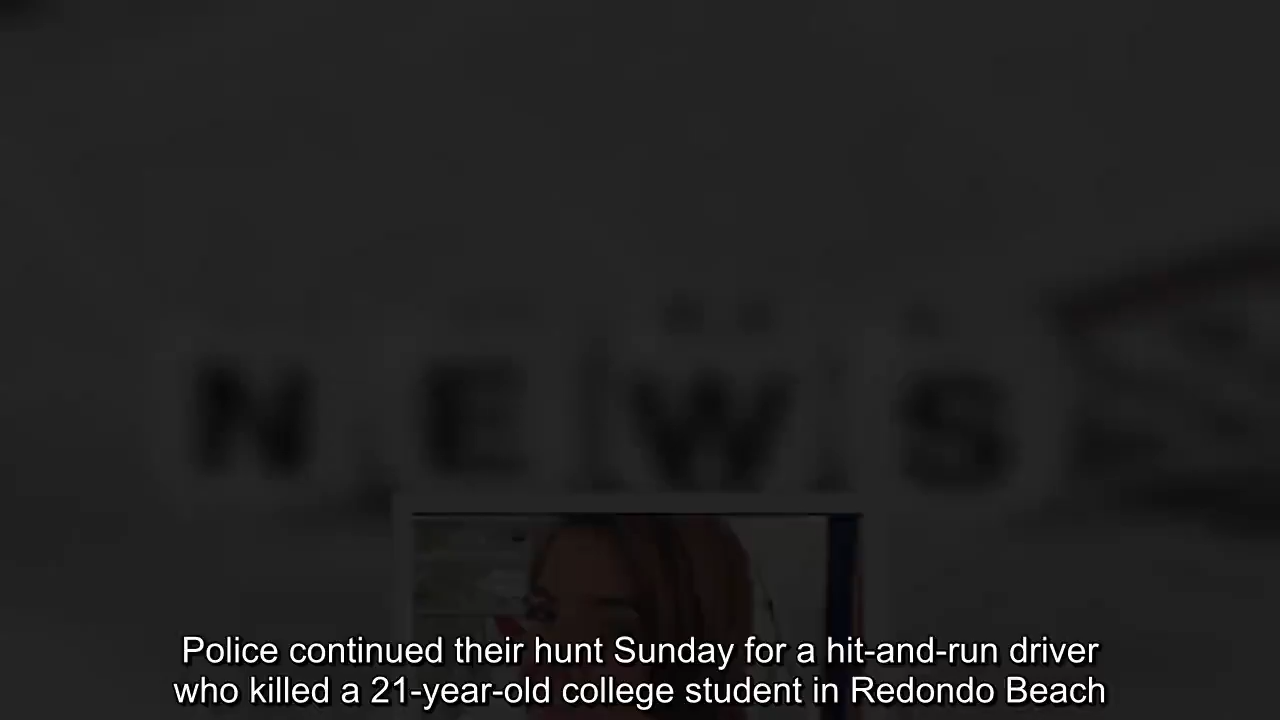 NEWS
Police continued their hunt Sunday for a hit-and-run driver
who killed a 21-year-old college student in Redondo Beach